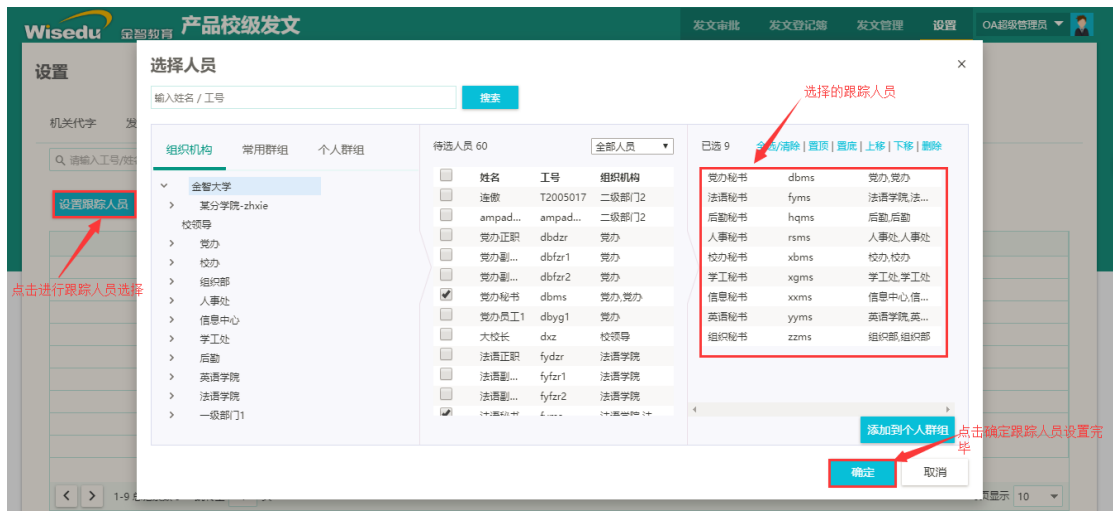 Wisedu 金智教育 产品校级发文
发文审批 发文登记簿 发文管理 设置 OA超级管理员
设置
选择人员 ×
输入姓名 / 工号 搜索
选择的跟踪人员
机关代字 发
请输入工号/姓名
设置跟踪人员
点击进行跟踪人员选择
组织机构 常用群组 个人群组
金智大学
某分学院-zhxie
校领导
党办
校办
组织部
人事处
信息中心
学工处
后勤
英语学院
法语学院
一级部门1
待选人员 60 全部人员
姓名 工号 组织机构
连傲 T2005017 二级部门2
ampad... ampad... 二级部门2
党办正职 dbdzr 党办
党办副... dbfzr1 党办
党办副... dbfzr2 党办
党办秘书 dbms 党办,党办
党办员工1 dbyg1 党办
大校长 dxz 校领导
法语正职 fydzr 法语学院
法语副... fyfzr1 法语学院
法语副... fyfzr2 法语学院
法语秘书 fyms 法语学院,法
已选 9 全选/清除 | 置顶 | 置底 | 上移 | 下移 | 删除
党办秘书 dbms 党办,党办
法语秘书 fyms 法语学院,法...
后勤秘书 hqms 后勤,后勤
人事秘书 rsms 人事处,人事处
校办秘书 xbms 校办,校办
学工秘书 xgms 学工处,学工处
信息秘书 xxms 信息中心,信...
英语秘书 yyms 英语学院,英...
组织秘书 zzms 组织部,组织部
添加到个人群组
点击确定跟踪人员设置完
毕
确定 取消
1-9
页显示 10